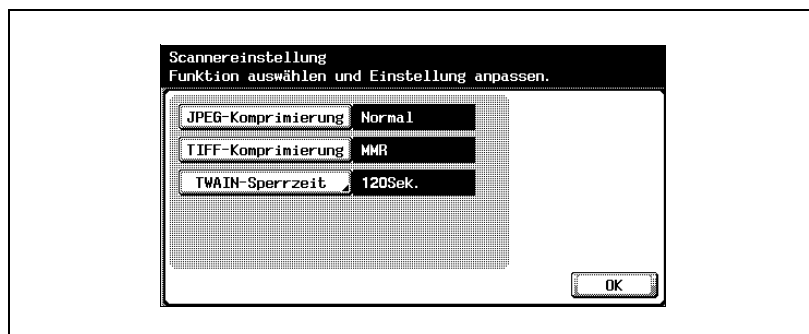 Scannereinstellung
Funktion auswählen und Einstellung anpassen.
JPEG-Komprimierung Normal
TIFF-Komprimierung MMR
TWAIN-Sperrzeit 120Sek.
OK